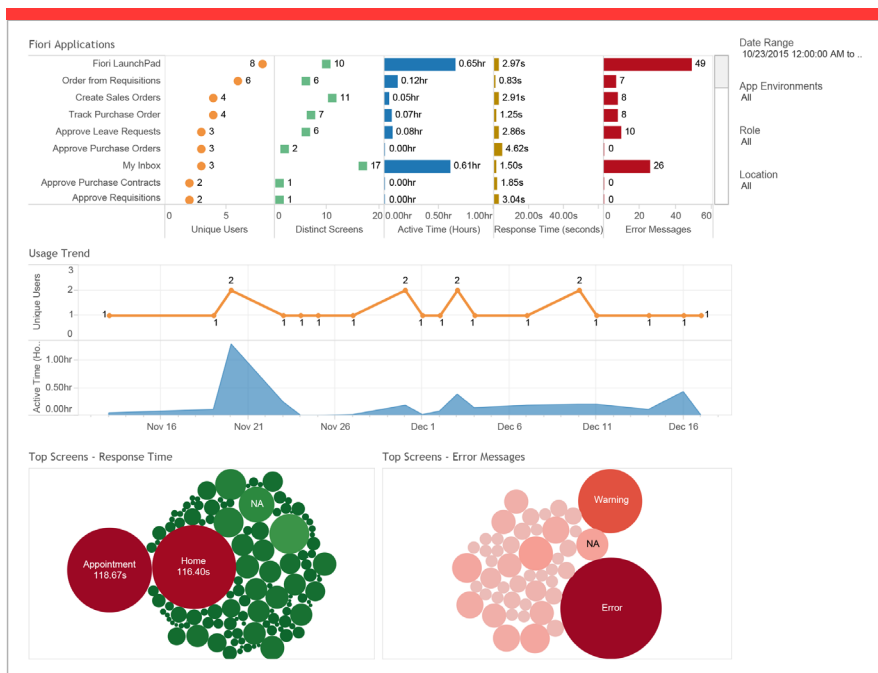 Fiori Applications
Date Range
10/23/2015 12:00:00 AM to ..
App Environments
All
Role
All
Location
All
Fiori LaunchPad 8 10 0.65hr 2.97s 49
Order from Requisitions 6 6 0.12hr 0.83s 7
Create Sales Orders 4 11 0.05hr 2.91s 8
Track Purchase Order 4 7 0.07hr 1.25s 8
Approve Leave Requests 3 6 0.08hr 2.86s 10
Approve Purchase Orders 3 2 0.00hr 4.62s 0
My Inbox 3 17 0.61hr 1.50s 26
Approve Purchase Contracts 2 1 0.00hr 1.85s 0
Approve Requisitions 2 1 0.00hr 3.04s 0
0 5 0 10 20 0.00hr 0.50hr 1.00hr 20.00s 40.00s 0 20 40 60
Unique Users Distinct Screens Active Time (Hours) Response Time (seconds) Error Messages
Usage Trend
Unique Users
3
2
1
0
1 1 2 1 1 1 1 2 1 1 2 1 1 2 1 1 1 1
Active Time (Ho..
1.00hr
0.50hr
0.00hr
Nov 16 Nov 21 Nov 26 Dec 1 Dec 6 Dec 11 Dec 16
Top Screens - Response Time
NA
Appointment
118.67s
Home
116.40s
Top Screens - Error Messages
Warning
NA
Error